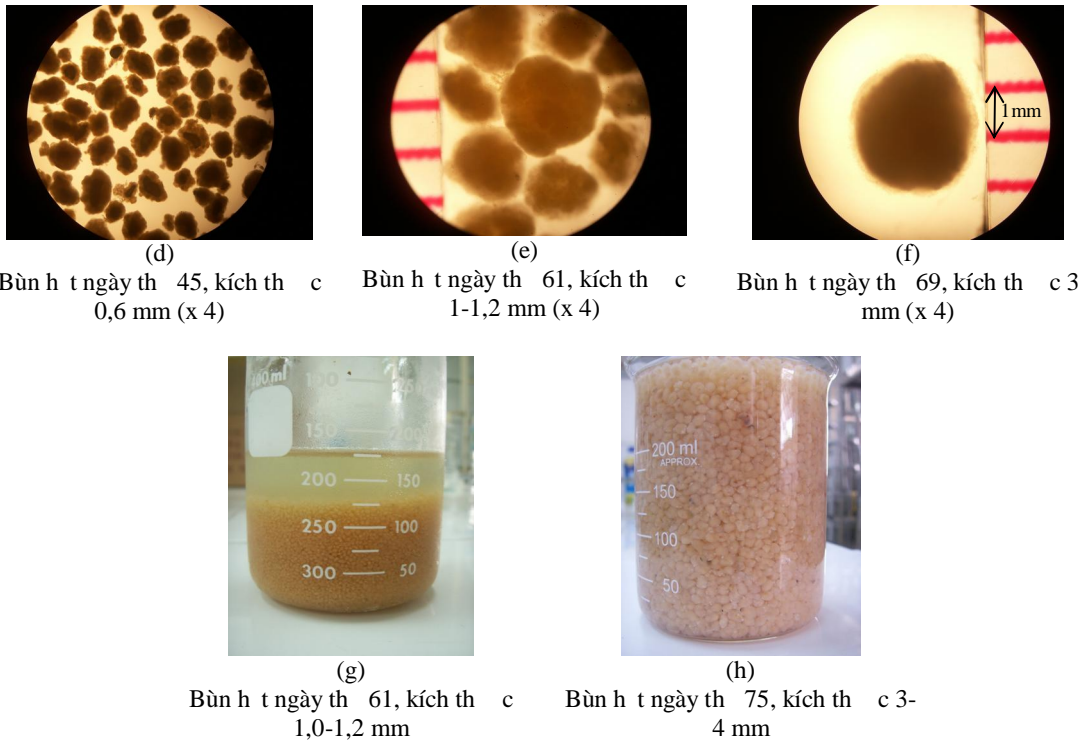 1mm
(d)
(e)
(f)
Bùn h t ngày th 45, kích th c
0,6 mm (x 4)
Bùn h t ngày th 61, kích th c
1-1,2 mm (x 4)
Bùn h t ngày th 69, kích th c 3
mm (x 4)
100
150
200
150
250
100
300
50
200 ml
APPROX
150
100
50
(g)
(h)
Bùn h t ngày th 61, kích th c
1,0-1,2 mm
Bùn h t ngày th 75, kích th c 3-
4 mm